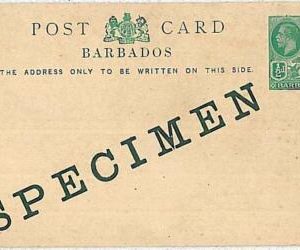 POST CARD
BARBADOS
THE ADDRESS ONLY TO BE WRITTEN ON THIS SIDE.
SPECIMEN